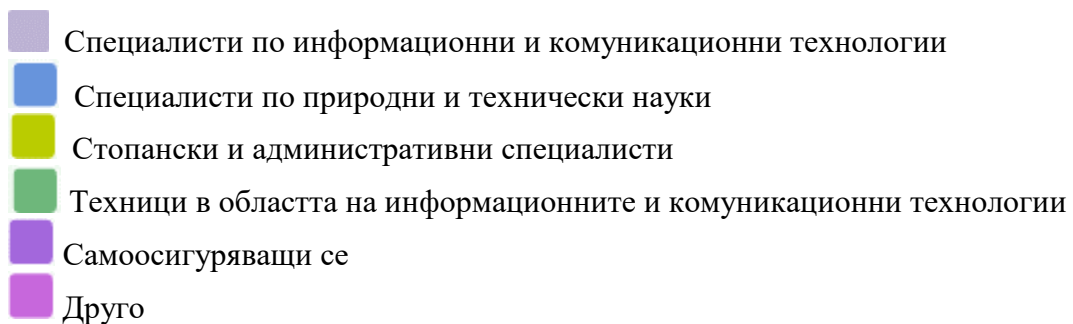 Специалисти по информационни и комуникационни технологии
Специалисти по природни и технически науки
Стопански и административни специалисти
Техници в областта на информационните и комуникационни технологии
Самоосигуряващи се
Друго